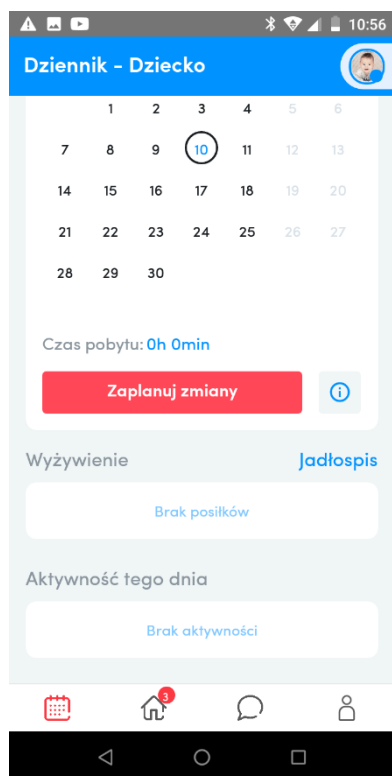 10:56
Dziennik - Dziecko
1 2 3 4 5 6
7 8 9 10 11 12 13
14 15 16 17 18 19 20
21 22 23 24 25 26 27
28 29 30
Czas pobytu: 0h 0min
Zaplanuj zmiany
Wyżywienie Jadłospis
Brak posiłków
Aktywność tego dnia
Brak aktywności
3